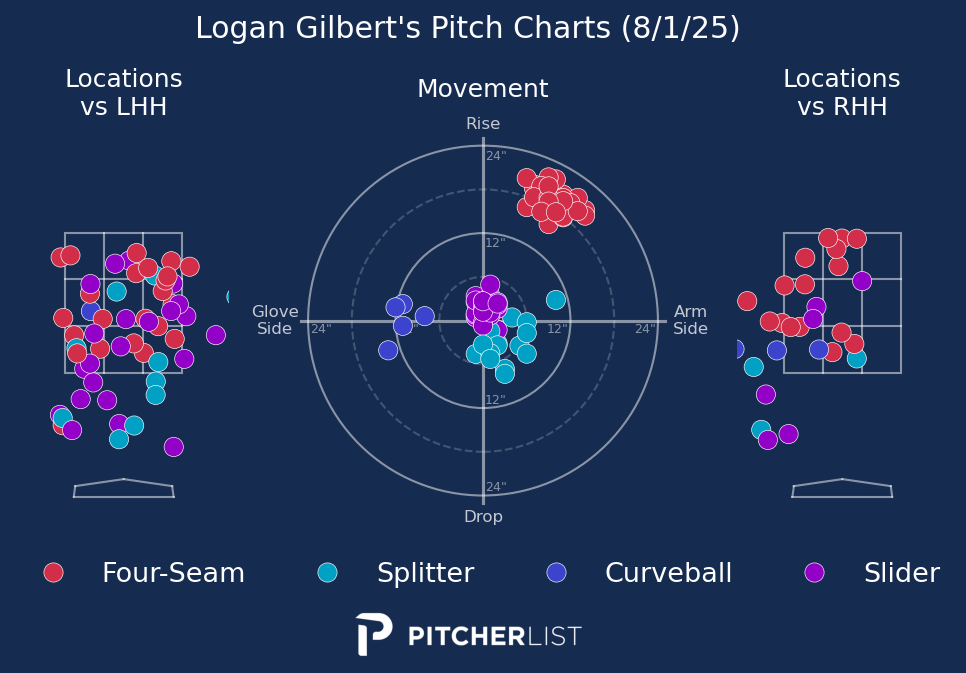 Logan Gilbert's Pitch Charts (8/1/25)
Locations
vs LHH
Movement
Locations
vs RHH
Rise
24"
12"
Glove
Side
24"
"
12"
24"
Arm
Side
12"
24"
Drop
Four-Seam
Splitter
Curveball
Slider
PITCHERLIST